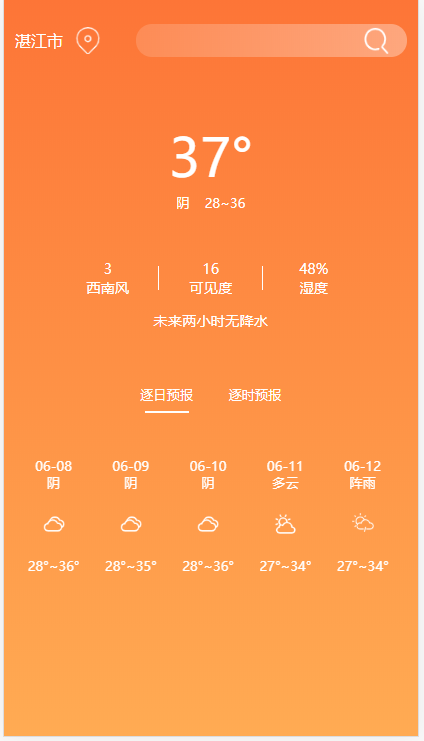 湛江市
37°
阴 28~36
3 16 48%
西南风 可见度 湿度
未来两小时无降水
逐日预报 逐时预报
06-08 06-09 06-10 06-11 06-12
阴 阴 阴 多云 阵雨
28°~36° 28°~35° 28°~36° 27°~34° 27°~34°